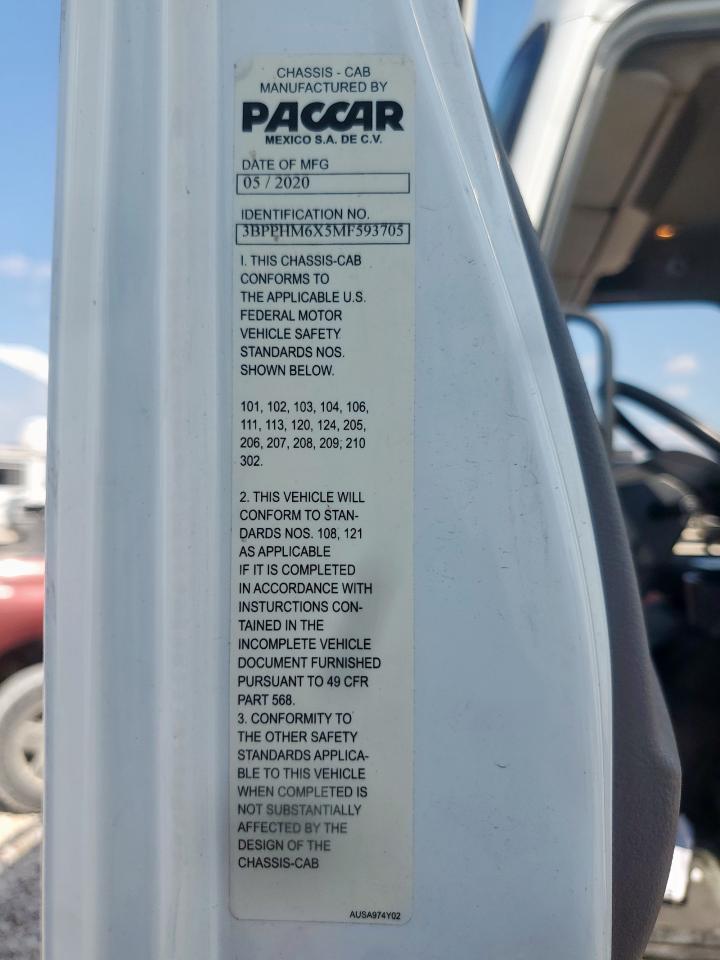 CHASSIS - CAB
MANUFACTURED BY
PACCAR
MEXICO S.A. DE C.V.
DATE OF MFG
05 / 2020
IDENTIFICATION NO.
3BPPHM6X5MF593705
I. THIS CHASSIS-CAB
CONFORMS TO
THE APPLICABLE U.S.
FEDERAL MOTOR
VEHICLE SAFETY
STANDARDS NOS.
SHOWN BELOW.
101, 102, 103, 104, 106,
111, 113, 120, 124, 205,
206, 207, 208, 209; 210
302.
2. THIS VEHICLE WILL
CONFORM TO STAN-
DARDS NOS. 108, 121
AS APPLICABLE
IF IT IS COMPLETED
IN ACCORDANCE WITH
INSTURCTIONS CON-
TAINED IN THE
INCOMPLETE VEHICLE
DOCUMENT FURNISHED
PURSUANT TO 49 CFR
PART 568.
3. CONFORMITY TO
THE OTHER SAFETY
STANDARDS APPLICA-
BLE TO THIS VEHICLE
WHEN COMPLETED IS
NOT SUBSTANTIALLY
AFFECTED BY THE
DESIGN OF THE
CHASSIS-CAB
AUSA974Y02